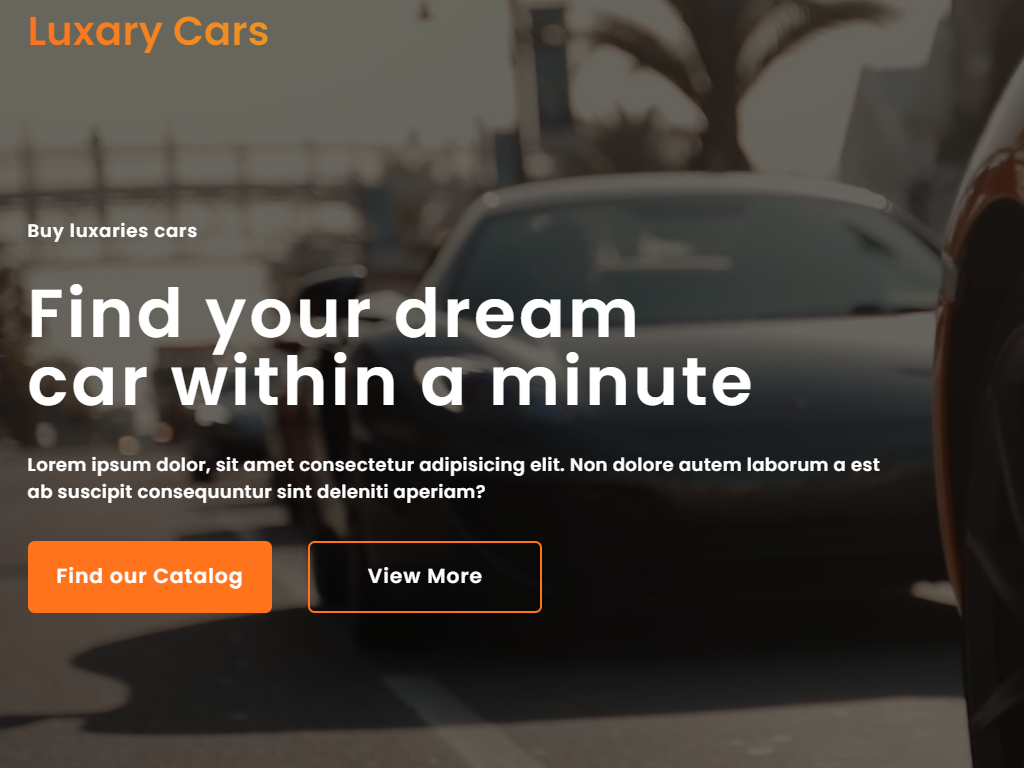 Luxary Cars
Buy luxaries cars
Find your dream
car within a minute
Lorem ipsum dolor, sit amet consectetur adipisicing elit. Non dolore autem laborum a est
ab suscipit consequuntur sint deleniti aperiam?
Find our Catalog
View More